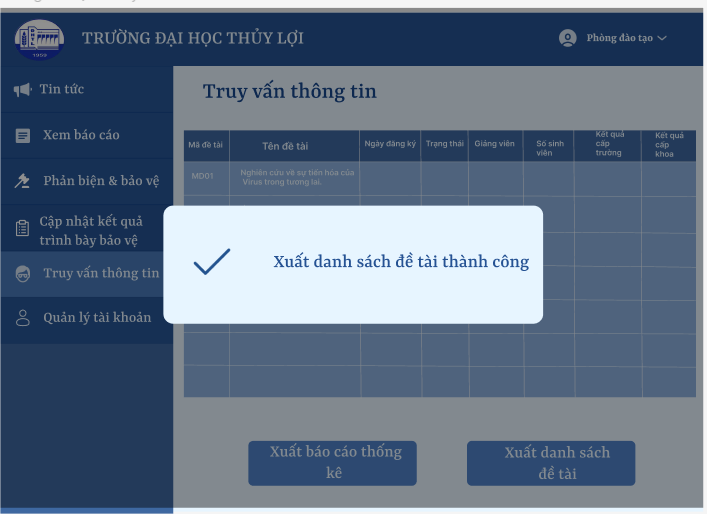 TRƯỜNG ĐẠI HỌC THỦY LỢI
Phòng đào tạo
1959
Tin tức
Truy vấn thông tin
Xem báo cáo
Mã đề tài
Tên đề tài
Ngày đăng ký
Trạng thái
Giảng viên
Số sinh
viên
Kết quả
cấp
trường
Kết quả
cấp
khoa
MD01
Nghiên cứu về sự tiến hóa của
Virus trong tương lai.
Phản biện & bảo vệ
Cập nhật kết quả
trình bày bảo vệ
Xuất danh sách đề tài thành công
Truy vấn thông tin
Quản lý tài khoản
Xuất báo cáo thống
kê
Xuất danh sách
đề tài